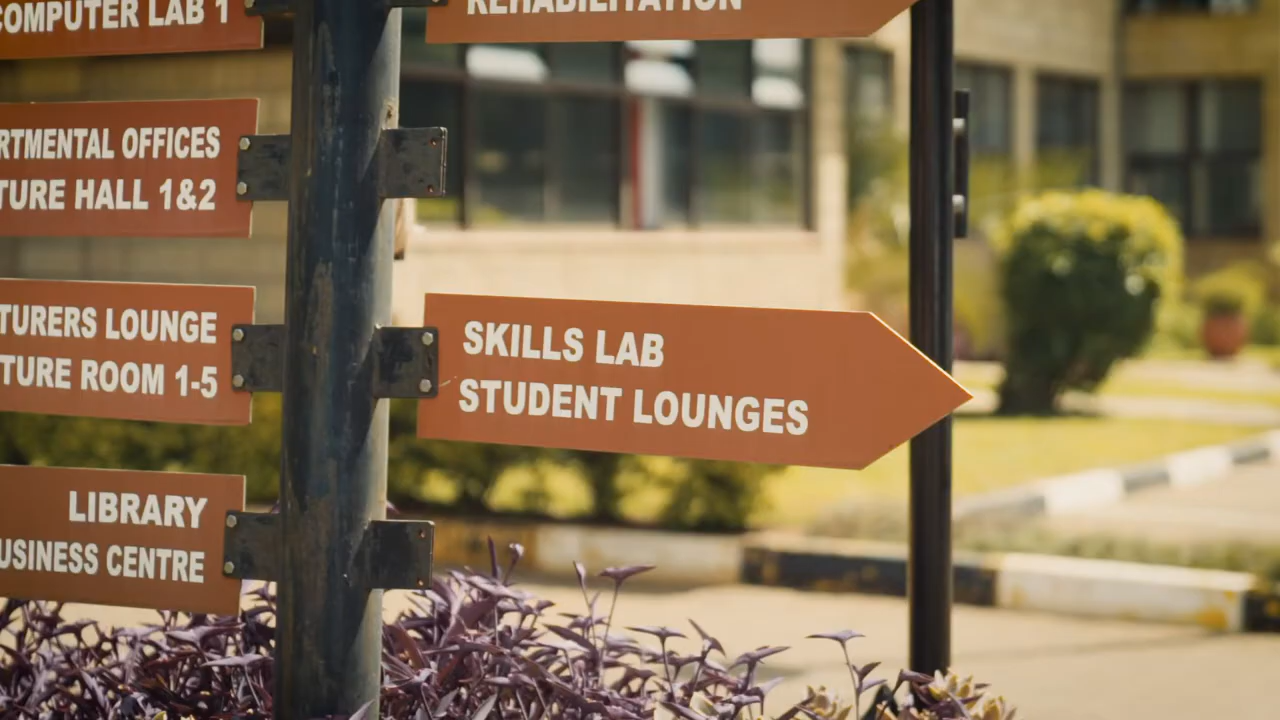 COMPUTER LAB 1
RTMENTAL OFFICES
TURE HALL 1&2
TURERS LOUNGE
TURE ROOM 1-5
LIBRARY
USINESS CENTRE
REHABILITATION
SKILLS LAB
STUDENT LOUNGES